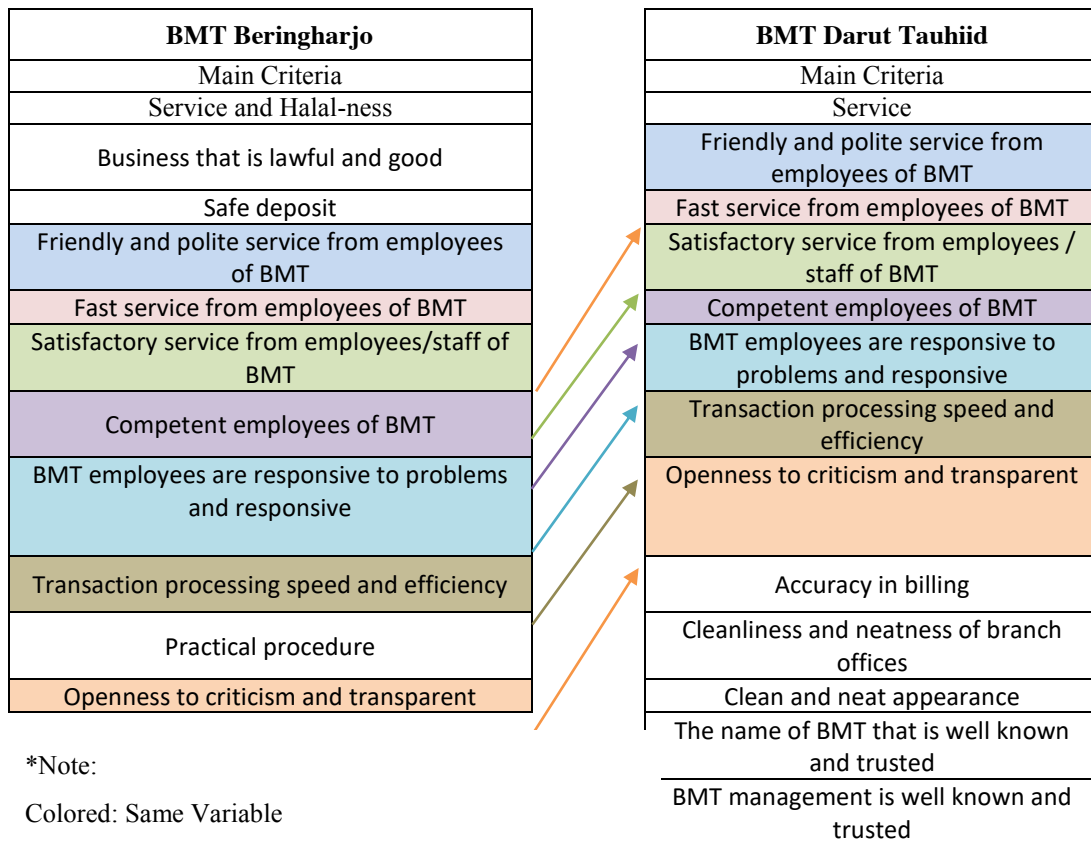 BMT Beringharjo
Main Criteria
Service and Halal-ness
Business that is lawful and good
Safe deposit
Friendly and polite service from employees
of BMT
Fast service from employees of BMT
Satisfactory service from employees/staff of
BMT
Competent employees of BMT
BMT employees are responsive to problems
and responsive
Transaction processing speed and efficiency
Practical procedure
Openness to criticism and transparent
*Note:
Colored: Same Variable
BMT Darut Tauhiid
Main Criteria
Service
Friendly and polite service from
employees of BMT
Fast service from employees of BMT
Satisfactory service from employees /
staff of BMT
Competent employees of BMT
BMT employees are responsive to
problems and responsive
Transaction processing speed and
efficiency
Openness to criticism and transparent
Accuracy in billing
Cleanliness and neatness of branch
offices
Clean and neat appearance
The name of BMT that is well known
and trusted
BMT management is well known and
trusted